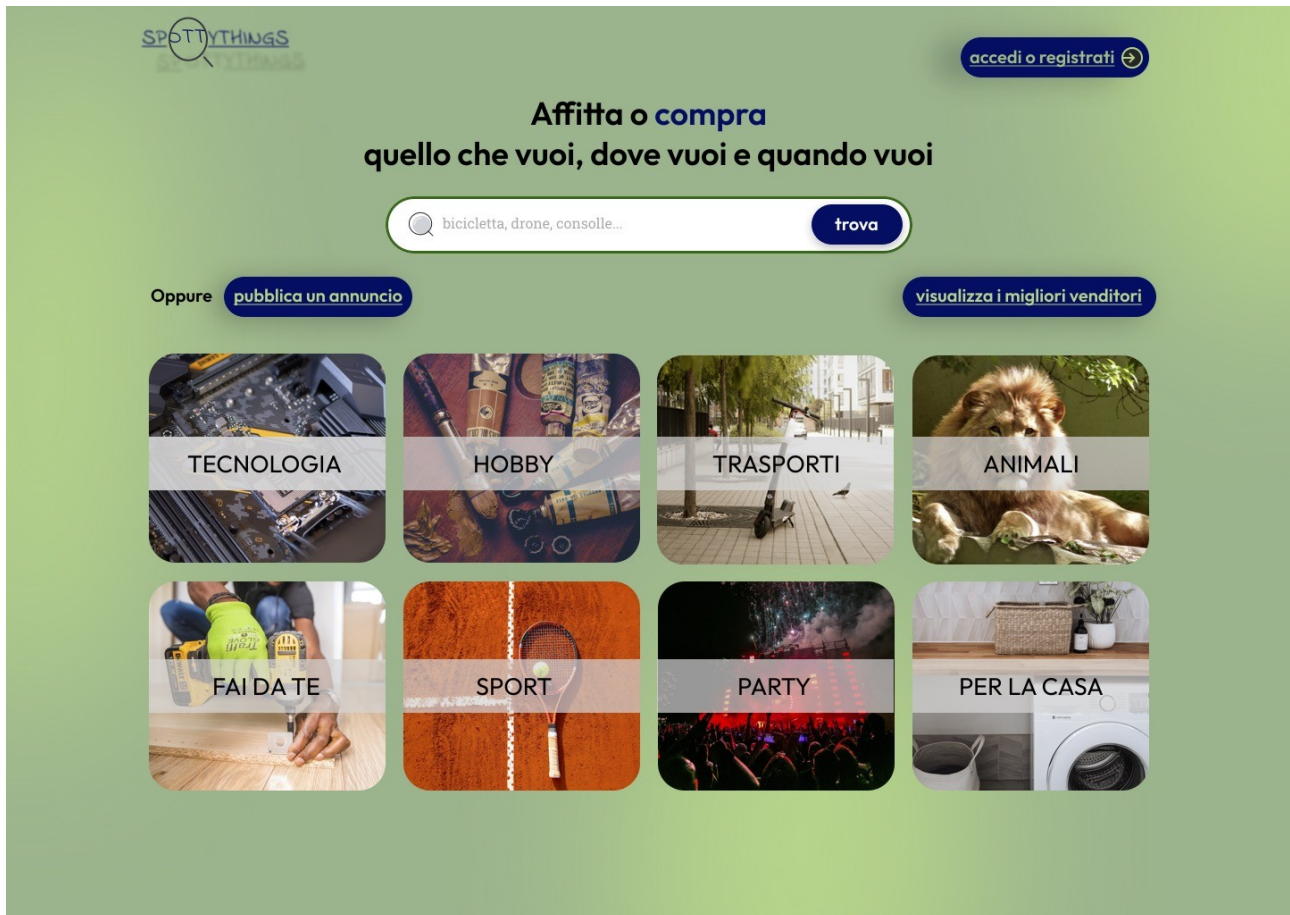 SPOTTYTHINGS
accedi o registrati
Affitta o compra
quello che vuoi, dove vuoi e quando vuoi
bicicletta, drone, consolle...
trova
Oppure
pubblica un annuncio
visualizza i migliori venditori
TECNOLOGIA
HOBBY
TRASPORTI
ANIMALI
FAI DA TE
SPORT
PARTY
PER LA CASA